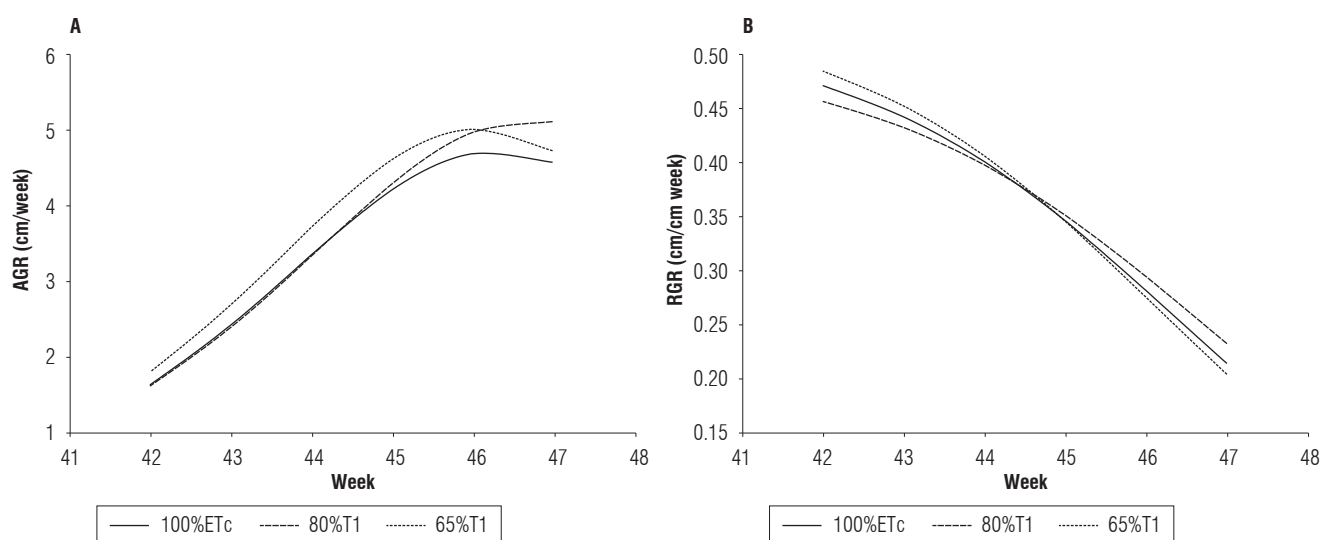 A
6
5
4
3
2
1
AGR (cm/week)
41 42 43 44 45 46 47 48
Week
100%ETc 80%T1 65%T1
B
0.50
0.45
0.40
0.35
0.30
0.25
0.20
0.15
RGR (cm/cm week)
41 42 43 44 45 46 47 48
Week
100%ETc 80%T1 65%T1